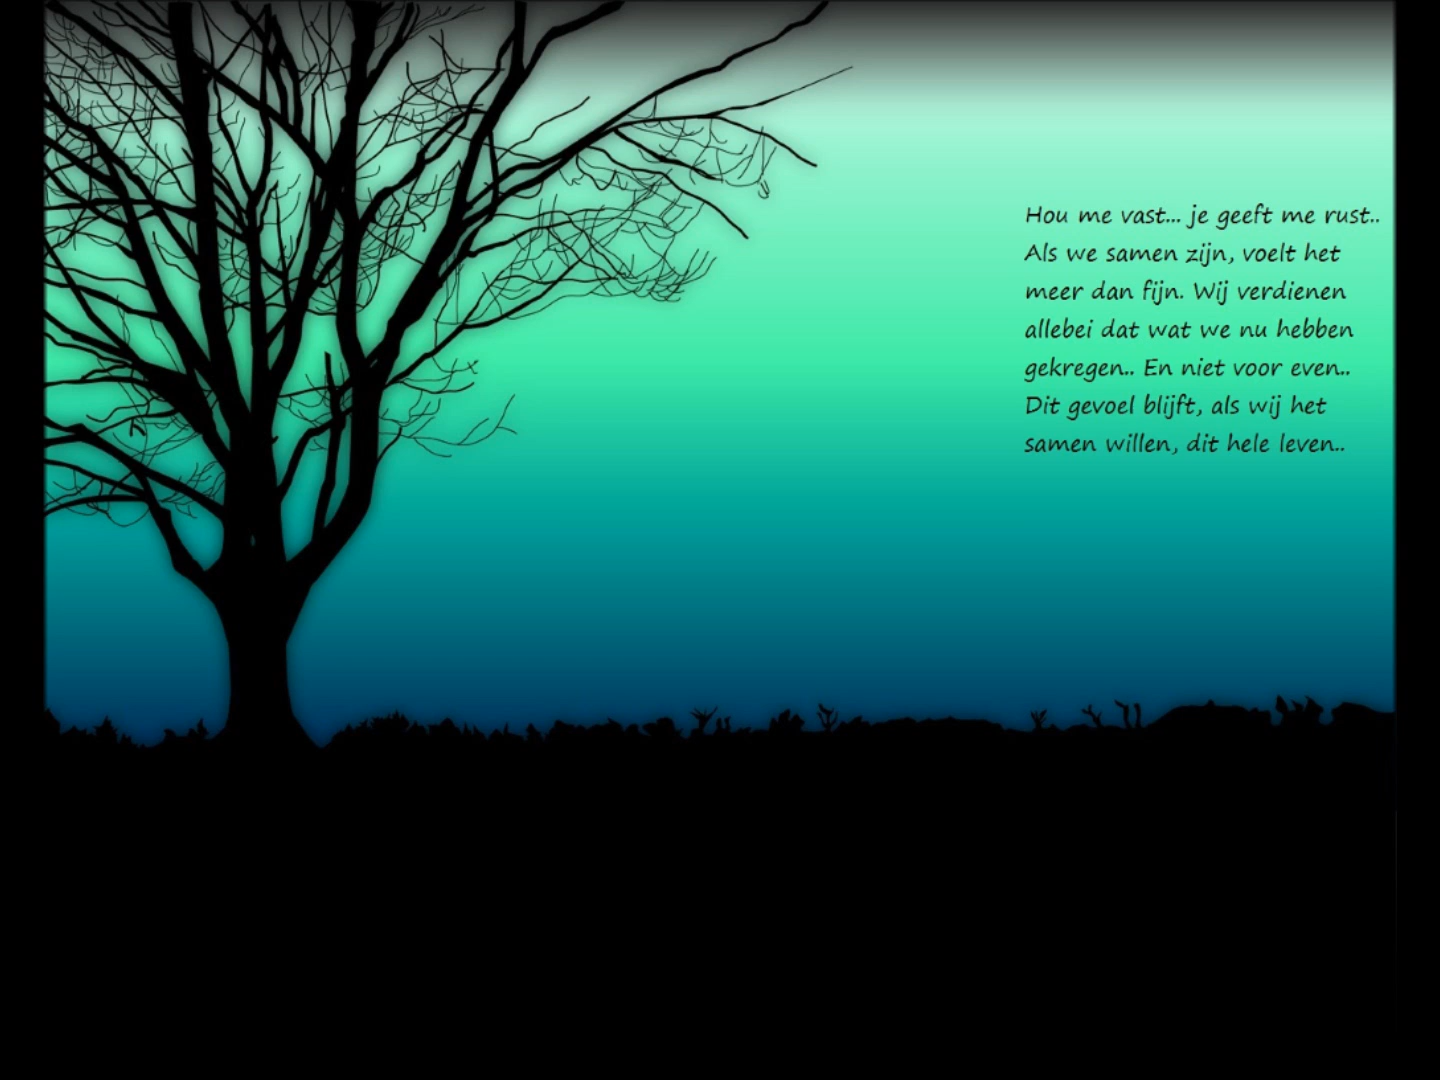 Hou me vast... je geeft me rust..
Als we samen zijn, voelt het
meer dan fijn. Wij verdienen
allebei dat wat we nu hebben
gekregen.. En niet voor even..
Dit gevoel blijft, als wij het
samen willen, dit hele leven..